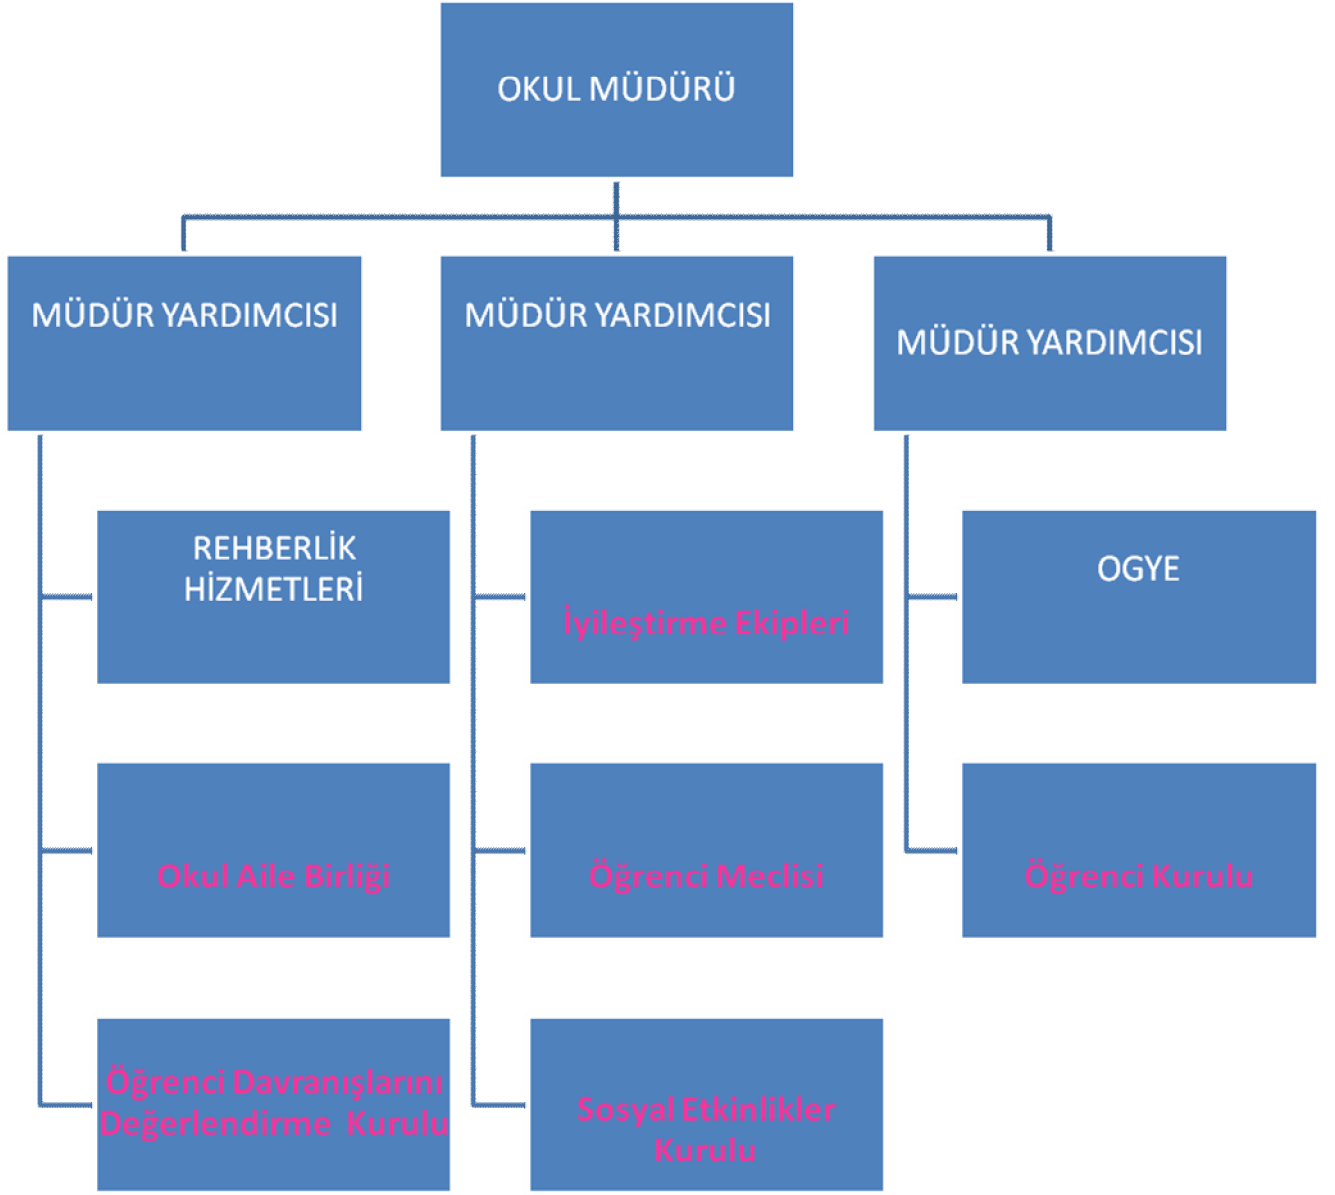 OKUL MÜDÜRÜ
MÜDÜR YARDIMCISI
MÜDÜR YARDIMCISI
MÜDÜR YARDIMCISI
REHBERLİK
HİZMETLERİ
İyileştirme Ekipleri
OGYE
Okul Aile Birliği
Öğrenci Meclisi
Öğrenci Kurulu
Öğrenci Davranışlarını
Değerlendirme Kurulu
Sosyal Etkinlikler
Kurulu